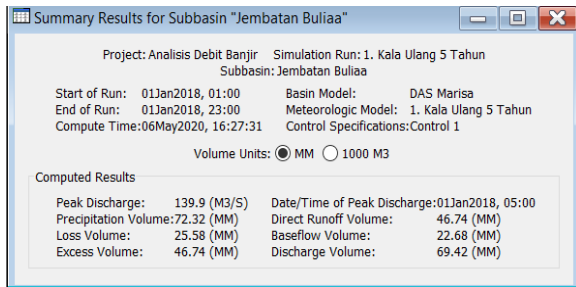 Summary Results for Subbasin "Jembatan Buliaa"
Project: Analisis Debit Banjir Simulation Run: 1. Kala Ulang 5 Tahun
Subbasin: Jembatan Buliaa
Start of Run: 01Jan2018, 01:00 Basin Model: DAS Marisa
End of Run: 01Jan2018, 23:00 Meteorologic Model: 1. Kala Ulang 5 Tahun
Compute Time:06May2020, 16:27:31 Control Specifications:Control 1
Volume Units: MM 1000 M3
Computed Results
Peak Discharge: 139.9 (M3/S) Date/Time of Peak Discharge:01Jan2018, 05:00
Precipitation Volume:72.32 (MM) Direct Runoff Volume: 46.74 (MM)
Loss Volume: 25.58 (MM) Baseflow Volume: 22.68 (MM)
Excess Volume: 46.74 (MM) Discharge Volume: 69.42 (MM)